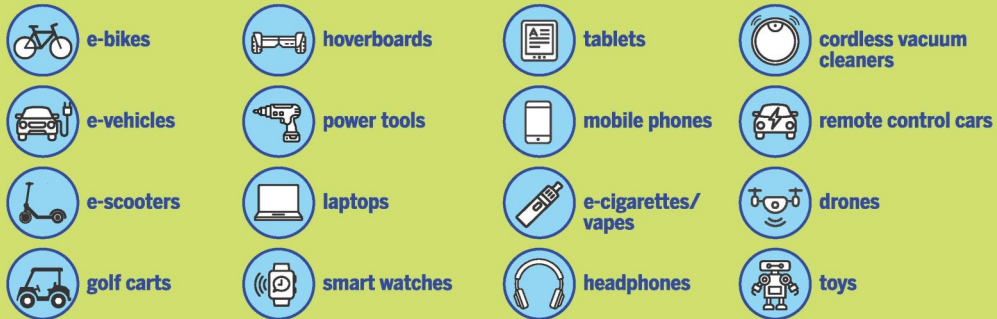 e-bikes
hoverboards
tablets
cordless vacuum
cleaners
e-vehicles
power tools
mobile phones
remote control cars
e-scooters
laptops
e-cigarettes/
vapes
drones
golf carts
smart watches
headphones
toys